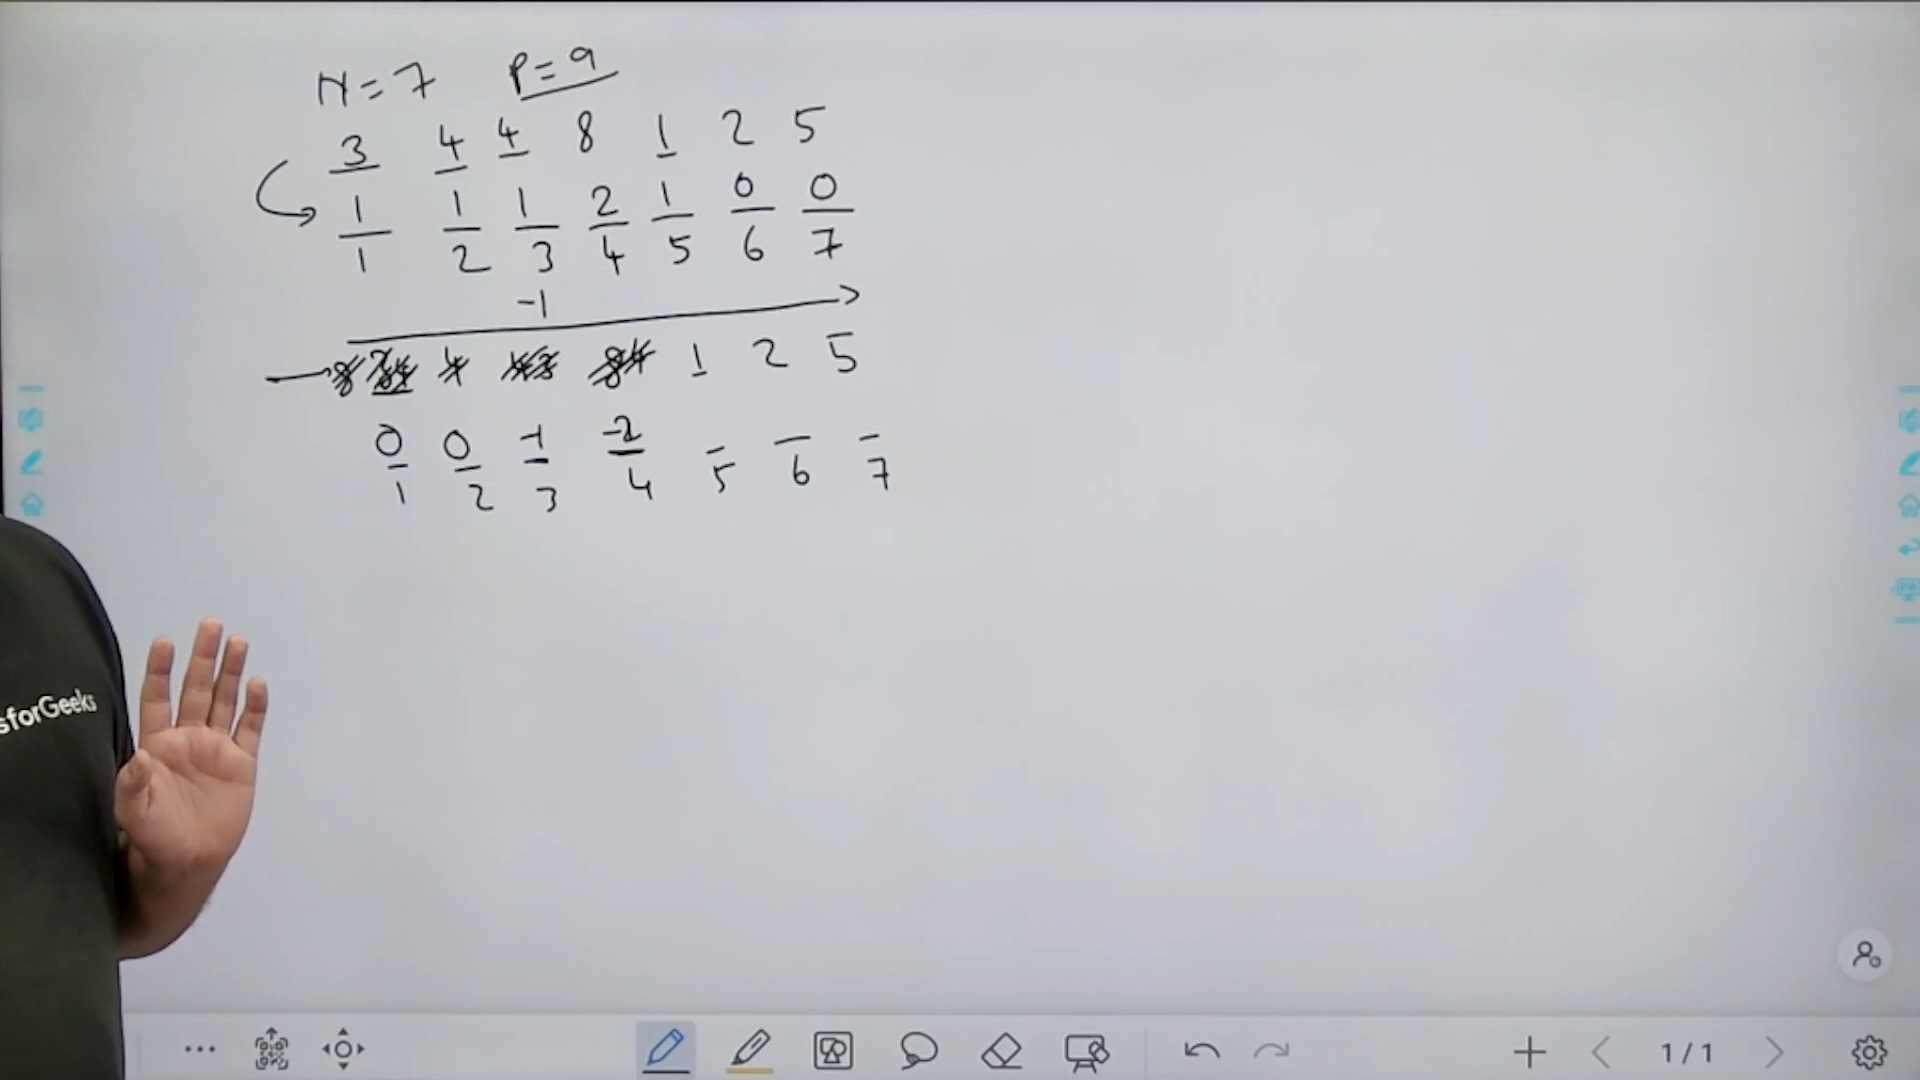 N=7 P=9
3 4 4 8 1 2 5
1 1 1 2 1 0 0
1 2 3 4 5 6 7
-1
1 2 5
0 0 -1 -2
1 2 3 4 5 6 7
sforGeeks
1/1